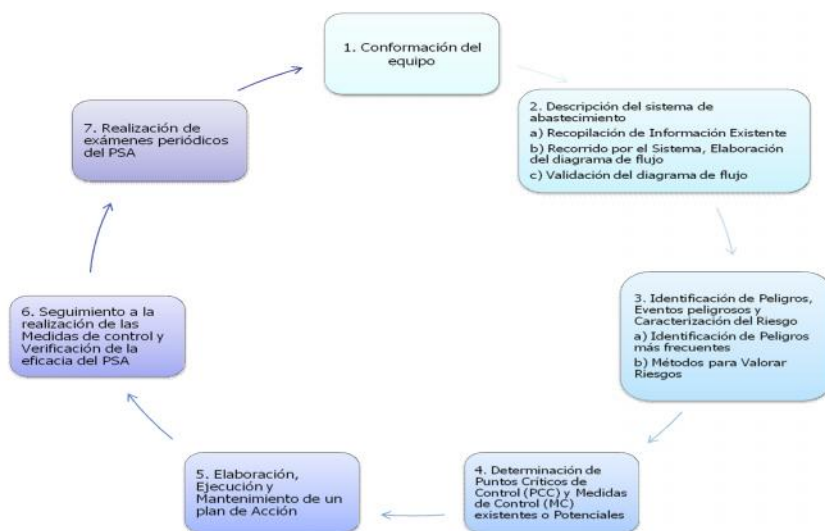 1. Conformación del
equipo
2. Descripción del sistema de
abastecimiento
a) Recopilación de Información Existente
b) Recorrido por el Sistema, Elaboración
del diagrama de flujo
c) Validación del diagrama de flujo
3. Identificación de Peligros,
Eventos peligrosos y
Caracterización del Riesgo
a) Identificación de Peligros
más frecuentes
b) Métodos para Valorar
Riesgos
4. Determinación de
Puntos Críticos de
Control (PCC) y Medidas
de Control (MC)
existentes o Potenciales
5. Elaboración,
Ejecución y
Mantenimiento de un
plan de Acción
6. Seguimiento a la
realización de las
Medidas de control y
Verificación de la
eficacia del PSA
7. Realización de
exámenes periódicos
del PSA